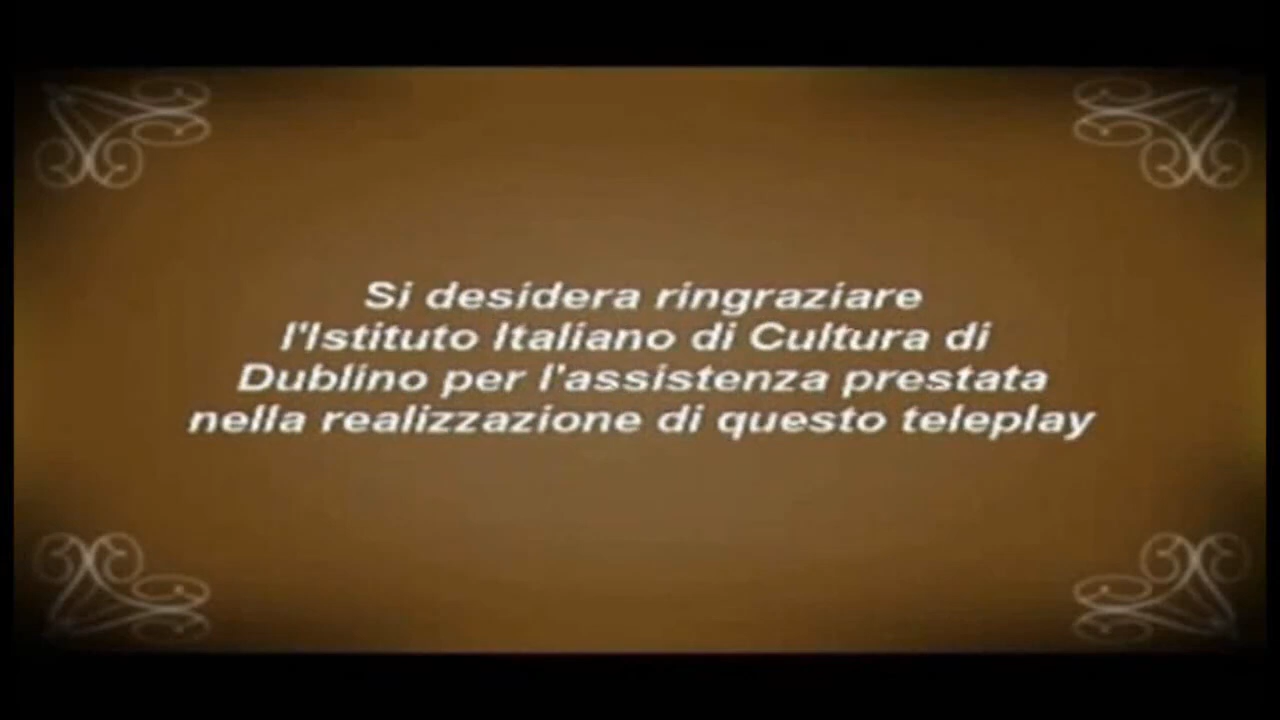 Si desidera ringraziare
l'Istituto Italiano di Cultura di
Dublino per l'assistenza prestata
nella realizzazione di questo teleplay